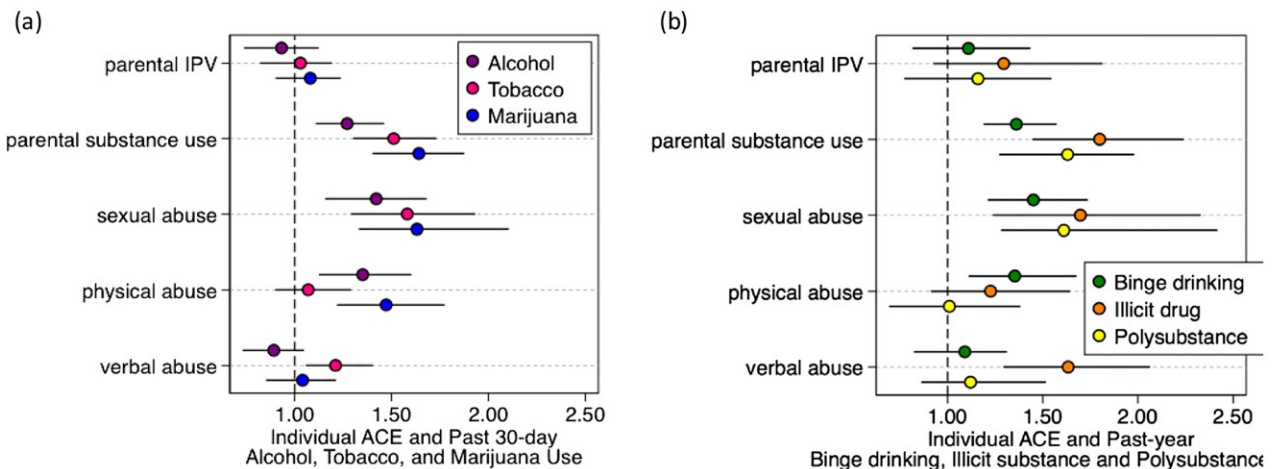 (a)
Alcohol
Tobacco
Marijuana
parental IPV
parental substance use
sexual abuse
physical abuse
verbal abuse
1.00 1.50 2.00 2.50
Individual ACE and Past 30-day
Alcohol, Tobacco, and Marijuana Use
(b)
parental IPV
parental substance use
sexual abuse
physical abuse
verbal abuse
Binge drinking
Illicit drug
Polysubstance
1.00 1.50 2.00 2.50
Individual ACE and Past-year
Binge drinking, Illicit substance and Polysubstance